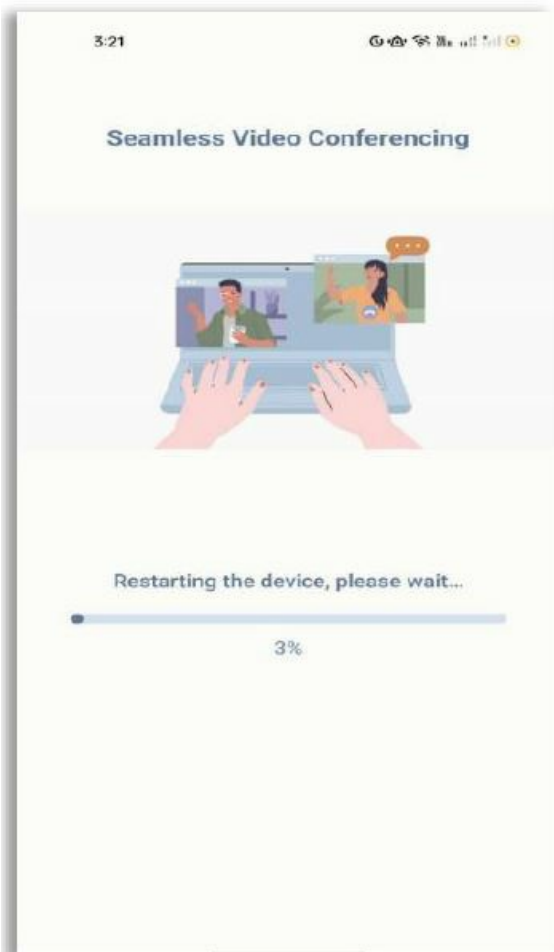 3:21
Seamless Video Conferencing
Restarting the device, please wait...
3%